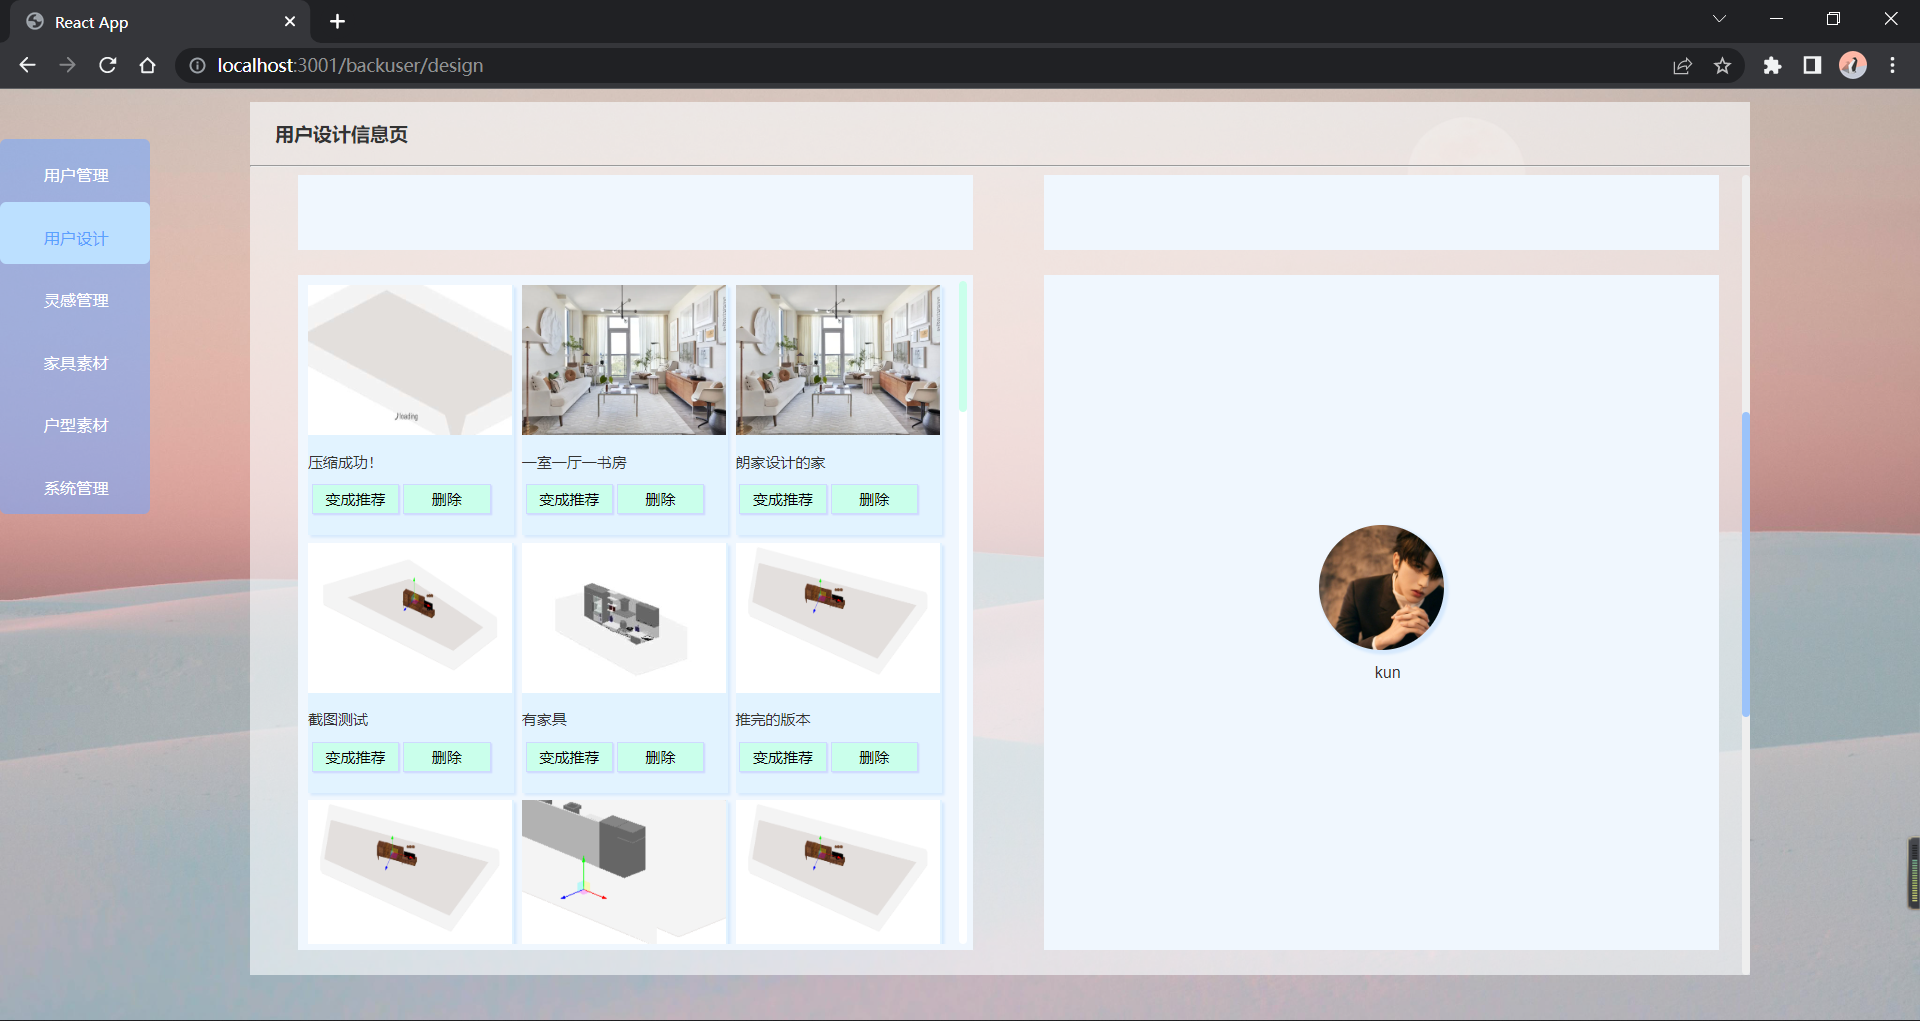 React App
localhost:3001/backuser/design
用户设计信息页
用户管理
用户设计
灵感管理
家具素材
户型素材
系统管理
loading
压缩成功!
一室一厅一书房
朗家设计的家
变成推荐 删除
变成推荐 删除
变成推荐 删除
截图测试
有家具
推完的版本
变成推荐 删除
变成推荐 删除
变成推荐 删除
kun